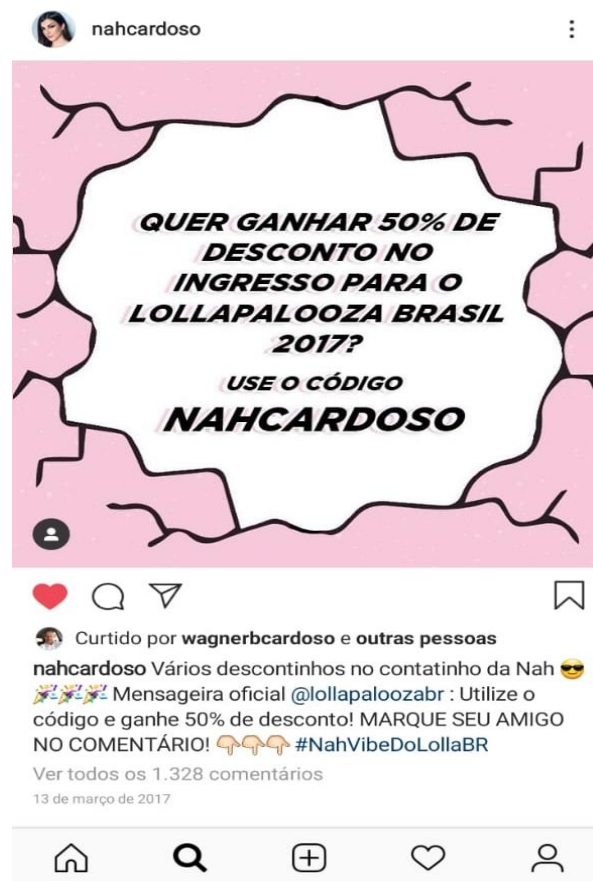 nahcardoso
QUER GANHAR 50% DE
DESCONTO NO
INGRESSO PARA O
LOLLAPALOOZA BRASIL
2017?
USE O CÓDIGO
NAHCARDOSO
Curtido por wagnerbcardoso e outras pessoas
nahcardoso Vários descontinhos no contatinho da Nah 😎
🎉🎉🎉 Mensageira oficial @lollapaloozabr : Utilize o
código e ganhe 50% de desconto! MARQUE SEU AMIGO
NO COMENTÁRIO! 👇🏻👇🏻👇🏻 #NahVibeDoLollaBR
Ver todos os 1.328 comentários
13 de março de 2017